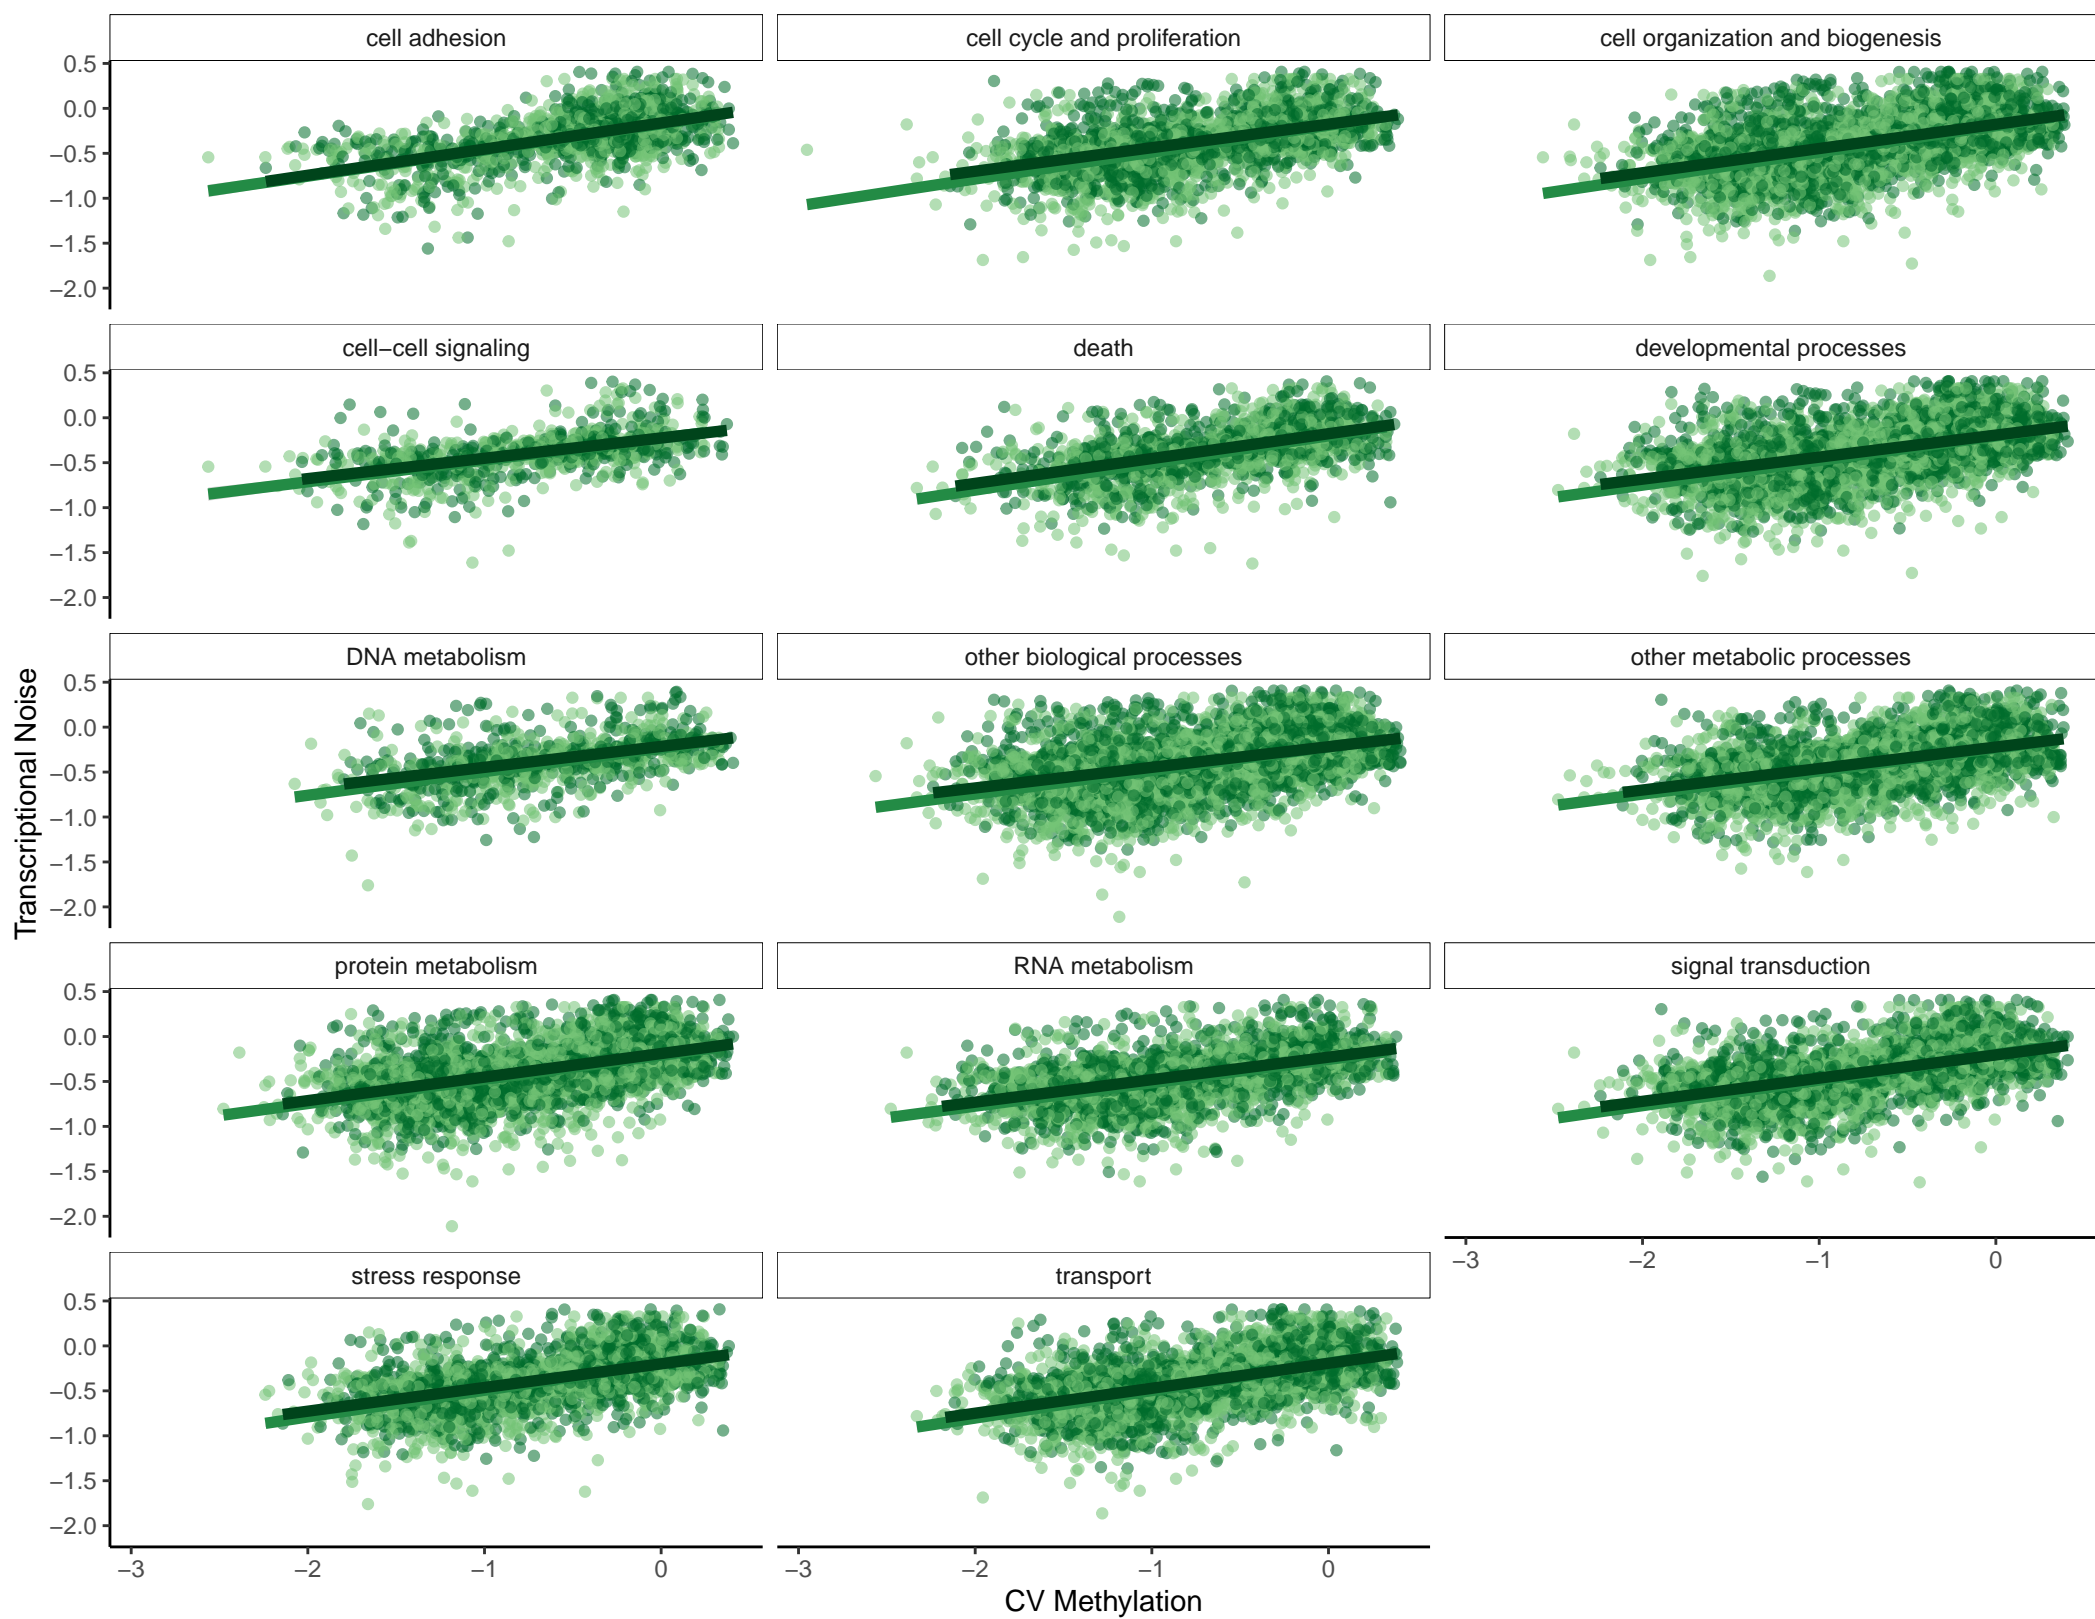 cell adhesion
cell cycle and proliferation
cell organization and biogenesis
0.5
0.0
−0.5
−1.0
−1.5
−2.0
cell−cell signaling
death
developmental processes
0.5
0.0
−0.5
−1.0
−1.5
−2.0
DNA metabolism
other biological processes
other metabolic processes
0.5
0.0
−0.5
−1.0
−1.5
−2.0
Transcriptional Noise
protein metabolism
RNA metabolism
signal transduction
0.5
0.0
−0.5
−1.0
−1.5
−2.0
−3 −2 −1 0
stress response
transport
0.5
0.0
−0.5
−1.0
−1.5
−2.0
−3 −2 −1 0
−3 −2 −1 0
CV Methylation